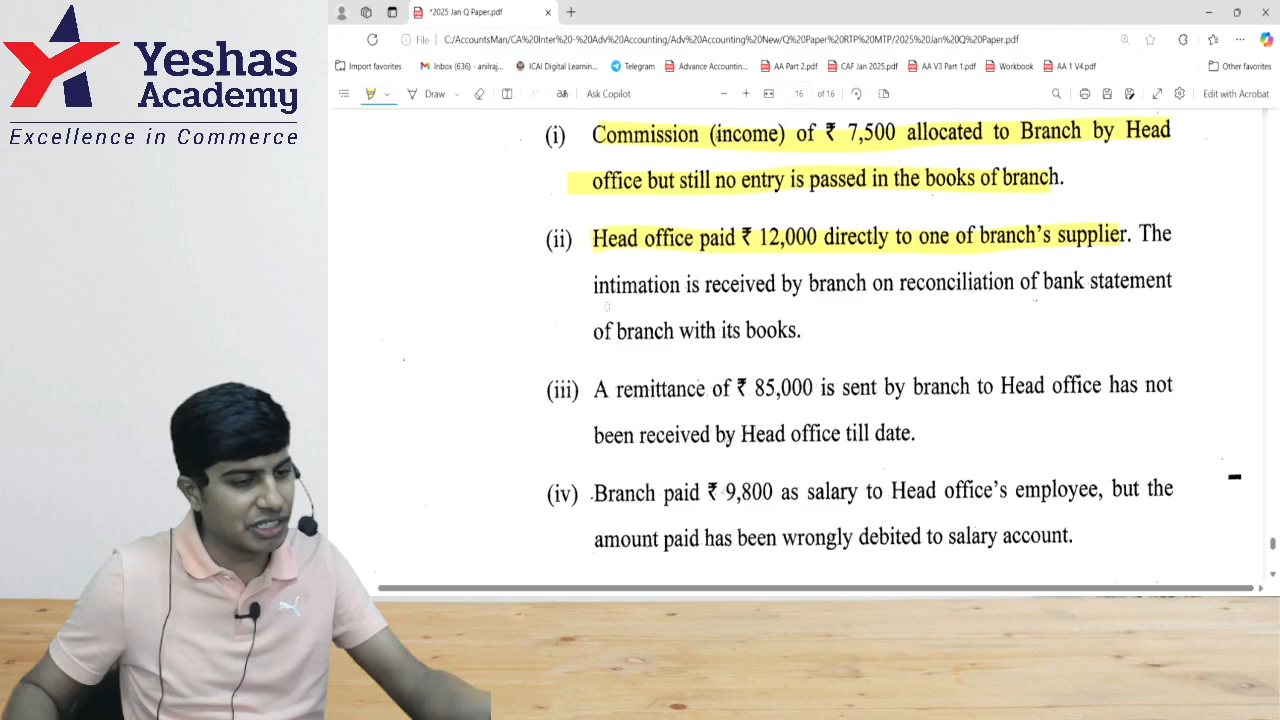 Yeshas
Academy
Excellence in Commerce
*2025 Jan Q Paper.pdf
File C:/AccountsMan/CA%20Inter%20-%20Adv%20Accounting/Adv%20Accounting%20New/Q%20Paper%20RTP%20MTP/2025%20Jan%20Q%20Paper.pdf
Import favorites Inbox (636) - anilraj... ICAI Digital Learnin... Telegram Advance Accountin... AA Part 2.pdf CAF Jan 2025.pdf AA V3 Part 1.pdf Workbook AA 1 V4.pdf Other favorites
Draw Ask Copilot 16 of 16 Edit with Acrobat
(i) Commission (income) of ₹ 7,500 allocated to Branch by Head
office but still no entry is passed in the books of branch.
(ii) Head office paid ₹ 12,000 directly to one of branch's supplier. The
intimation is received by branch on reconciliation of bank statement
of branch with its books.
(iii) A remittance of ₹ 85,000 is sent by branch to Head office has not
been received by Head office till date.
(iv) Branch paid ₹ 9,800 as salary to Head office's employee, but the
amount paid has been wrongly debited to salary account.